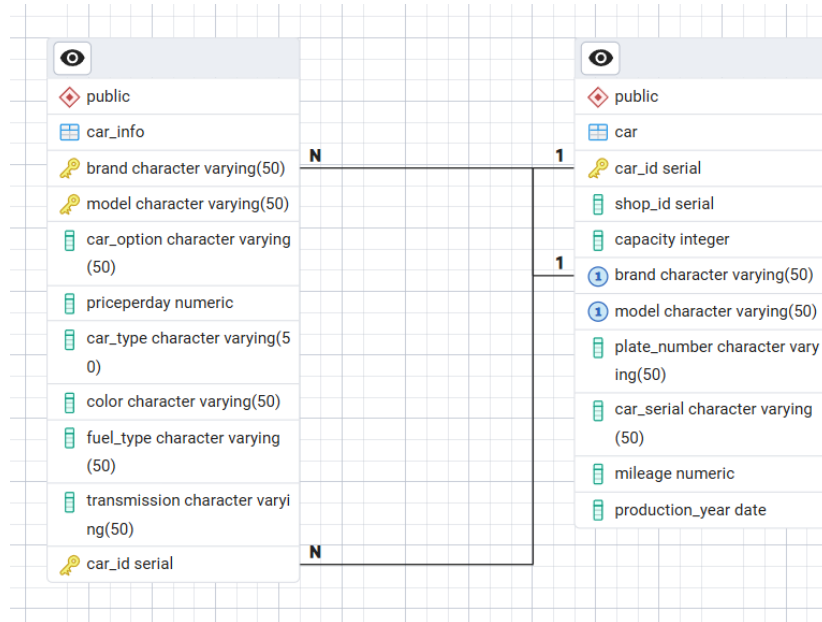 public
car_info
brand character varying(50)
model character varying(50)
car_option character varying
(50)
priceperday numeric
car_type character varying(5
0)
color character varying(50)
fuel_type character varying
(50)
transmission character varyi
ng(50)
car_id serial
N
N
1
1
public
car
car_id serial
shop_id serial
capacity integer
1 brand character varying(50)
1 model character varying(50)
plate_number character vary
ing(50)
car_serial character varying
(50)
mileage numeric
production_year date